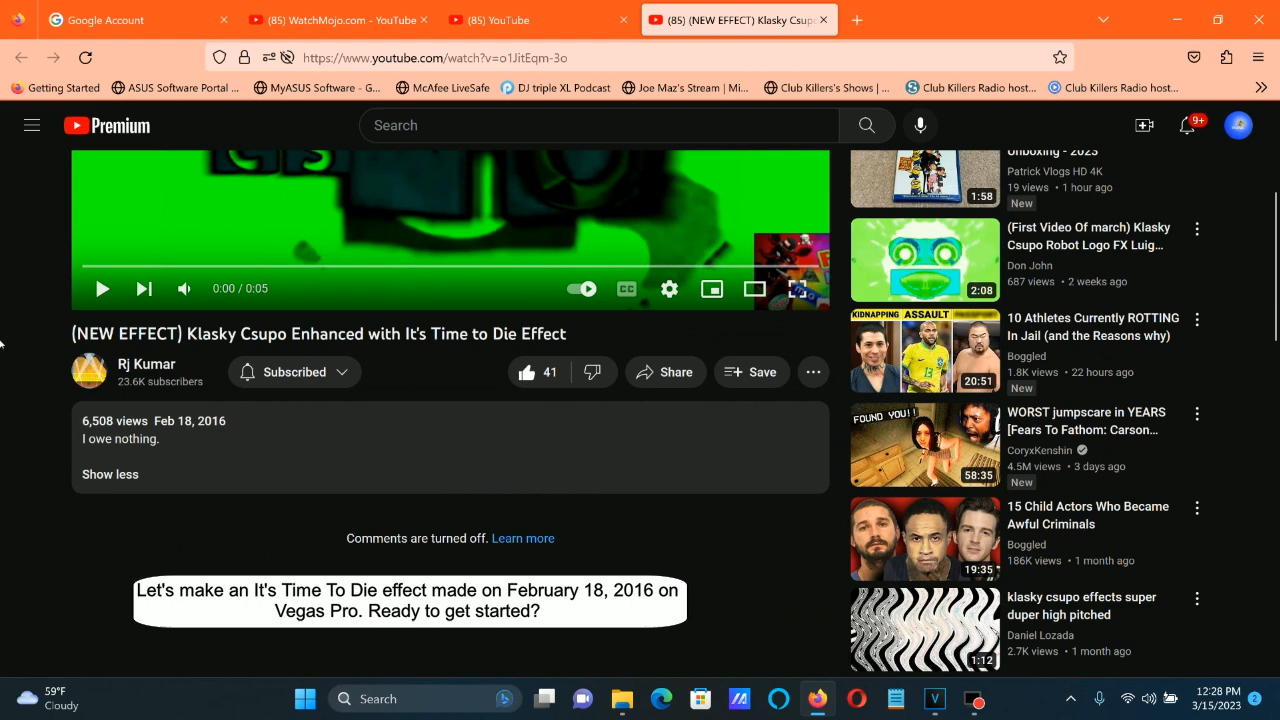 Google Account
(85) WatchMojo.com - YouTube
(85) YouTube
(85) (NEW EFFECT) Klasky Csup
https://www.youtube.com/watch?v=o1JitEqm-3o
Getting Started
ASUS Software Portal ...
MyASUS Software - G...
McAfee LiveSafe
DJ triple XL Podcast
Joe Maz's Stream | Mi...
Club Killers's Shows | ...
Club Killers Radio host...
Club Killers Radio host...
Premium
Search
9+
0:00 / 0:05
CC
(NEW EFFECT) Klasky Csupo Enhanced with It's Time to Die Effect
Rj Kumar
23.6K subscribers
Subscribed
41
Share
Save
6,508 views Feb 18, 2016
I owe nothing.
Show less
Comments are turned off. Learn more
Let's make an It's Time To Die effect made on February 18, 2016 on
Vegas Pro. Ready to get started?
Unboxing - 2023
Patrick Vlogs HD 4K
19 views • 1 hour ago
New
1:58
(First Video Of march) Klasky
Csupo Robot Logo FX Luig...
Don John
687 views • 2 weeks ago
2:08
KIDNAPPING
ASSAULT
10 Athletes Currently ROTTING
In Jail (and the Reasons why)
Boggled
1.8K views • 22 hours ago
New
20:51
FOUND YOU!!
WORST jumpscare in YEARS
[Fears To Fathom: Carson...
CoryxKenshin
4.5M views • 3 days ago
New
58:35
15 Child Actors Who Became
Awful Criminals
Boggled
186K views • 1 month ago
19:35
klasky csupo effects super
duper high pitched
Daniel Lozada
2.7K views • 1 month ago
1:12
59°F
Cloudy
Search
12:28 PM
3/15/2023
2